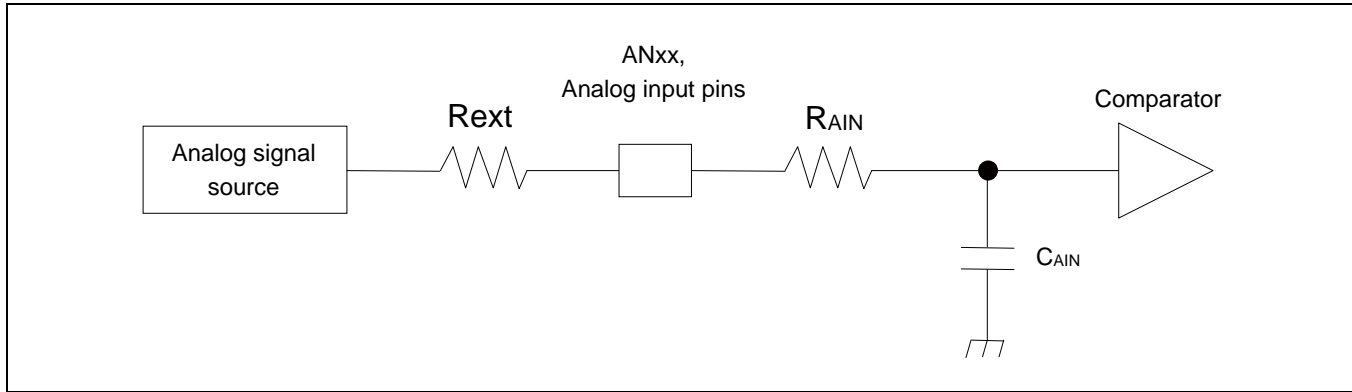 ANxx,
Analog input pins
Comparator
Rext
RAIN
Analog signal
source
CAIN